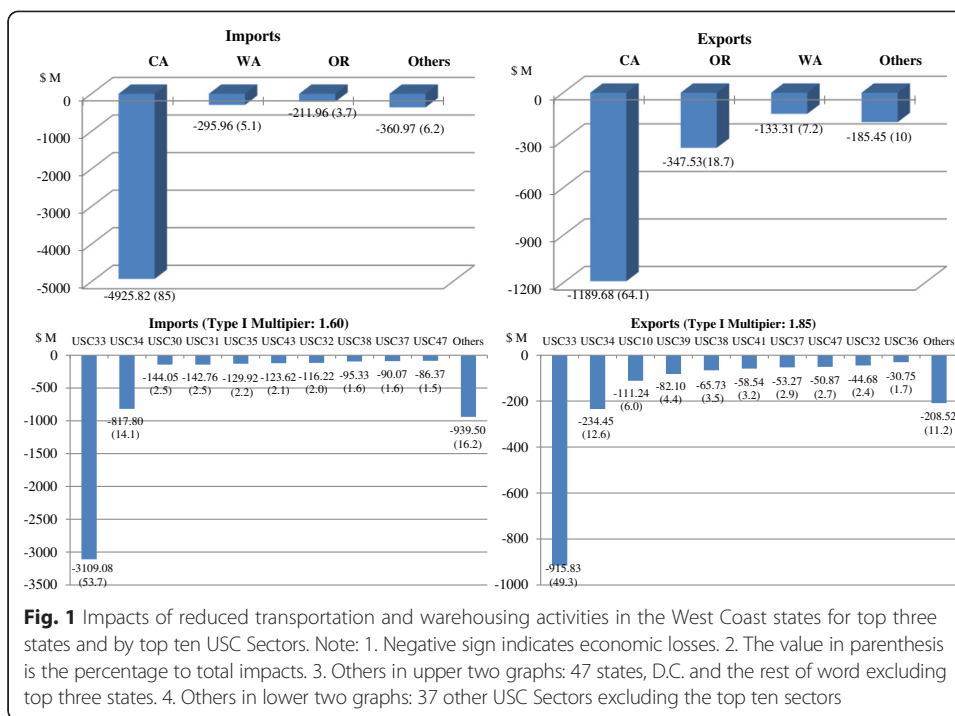 Imports
CA WA OR Others
$ M
0
-1000
-2000
-3000
-4000
-5000
-295.96 (5.1)
-211.96 (3.7)
-360.97 (6.2)
-4925.82 (85)
Exports
CA OR WA Others
$ M
0
-300
-600
-900
-1200
-133.31 (7.2)
-185.45 (10)
-347.53(18.7)
-1189.68 (64.1)
Imports (Type I Multipier: 1.60)
$ M
USC33 USC34 USC30 USC31 USC35 USC43 USC32 USC38 USC37 USC47 Others
0
-500
-1000
-1500
-2000
-2500
-3000
-3500
-144.05 -142.76 -129.92 -123.62 -116.22 -95.33 -90.07 -86.37
(2.5) (2.5) (2.2) (2.1) (2.0) (1.6) (1.6) (1.5)
-817.80
(14.1)
-939.50
(16.2)
-3109.08
(53.7)
Exports (Type I Multipier: 1.85)
$ M
USC33 USC34 USC10 USC39 USC38 USC41 USC37 USC47 USC32 USC36 Others
0
-200
-400
-600
-800
-1000
-111.24 -82.10 -65.73 -58.54 -53.27 -50.87 -44.68 -30.75
(6.0) (4.4) (3.5) (3.2) (2.9) (2.7) (2.4) (1.7)
-234.45
(12.6)
-208.52
(11.2)
-915.83
(49.3)
Fig. 1 Impacts of reduced transportation and warehousing activities in the West Coast states for top three
states and by top ten USC Sectors. Note: 1. Negative sign indicates economic losses. 2. The value in parenthesis
is the percentage to total impacts. 3. Others in upper two graphs: 47 states, D.C. and the rest of word excluding
top three states. 4. Others in lower two graphs: 37 other USC Sectors excluding the top ten sectors